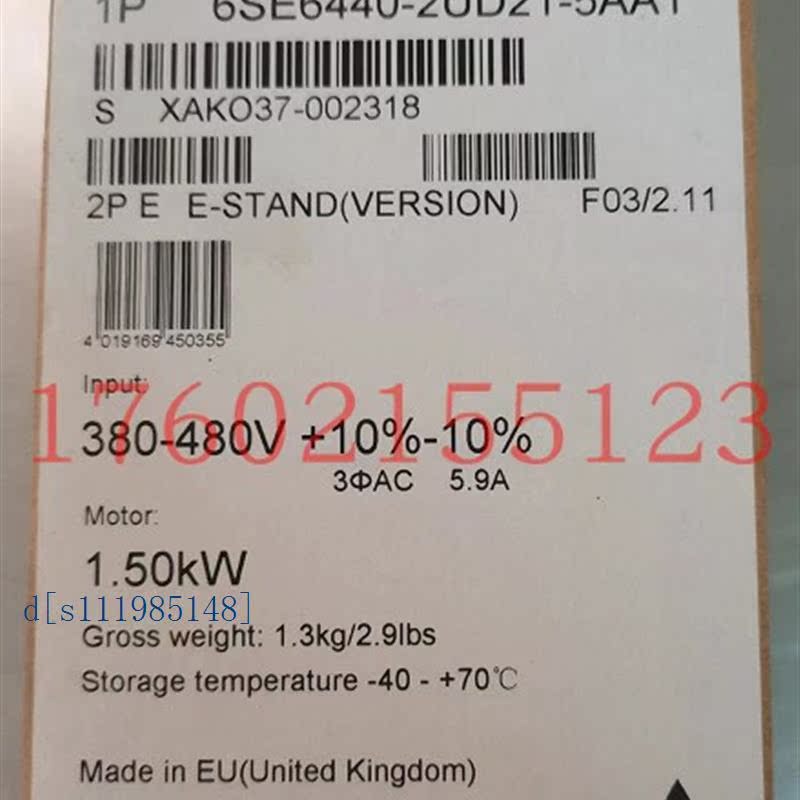 1P 6SE6440-2UD21-5AA1
S XAKO37-002318
2P E E-STAND(VERSION) F03/2.11
4 019169 450355
Input:
17602155123
380-480V +10%-10%
3ΦAC 5.9A
Motor:
1.50kW
d[s111985148]
Gross weight: 1.3kg/2.9lbs
Storage temperature -40 - +70℃
Made in EU(United Kingdom)